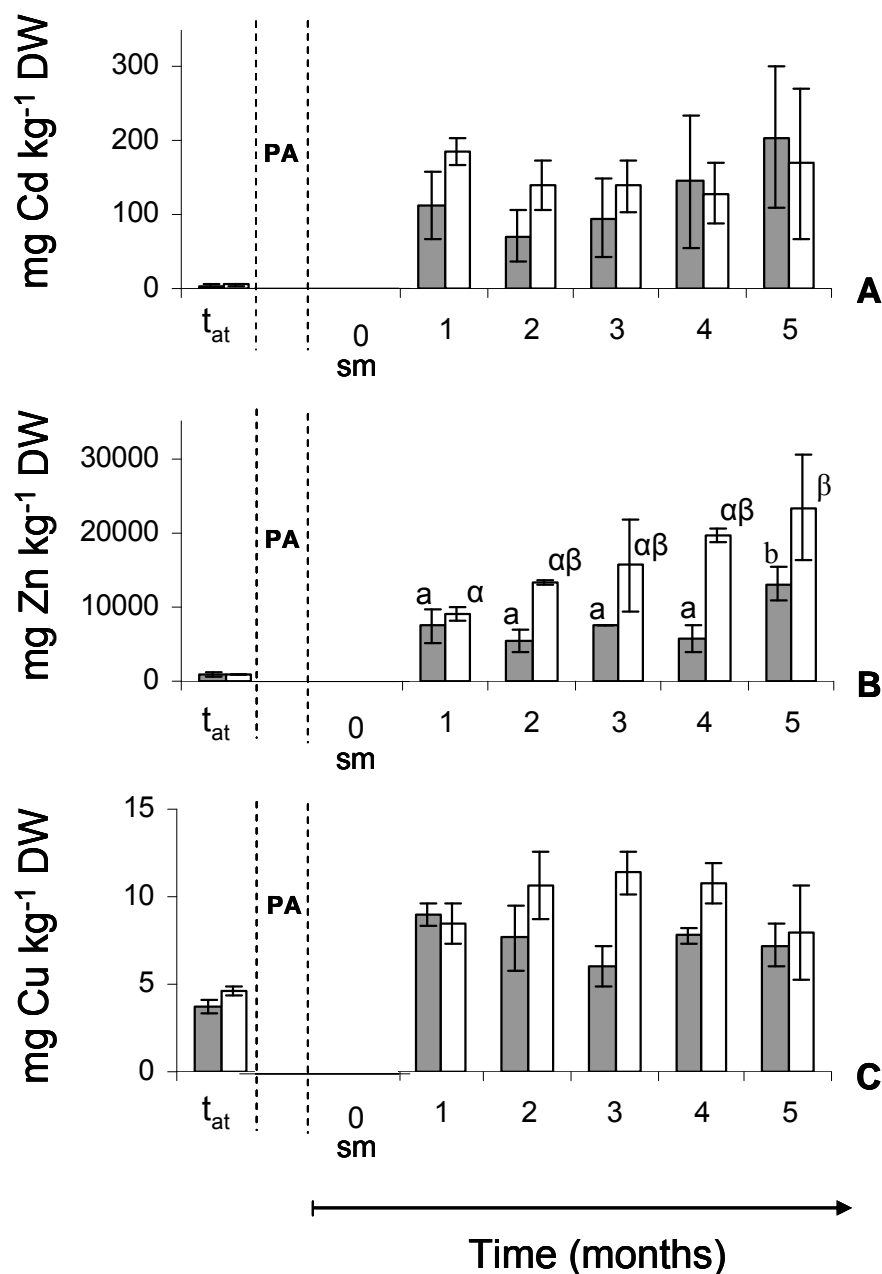 mg Cd kg-1 DW
300
200
100
0
PA
tat
0
sm
1 2 3 4 5
A
mg Zn kg-1 DW
30000
20000
10000
0
PA
a α
a αβ
a αβ
a αβ
b β
tat
0
sm
1 2 3 4 5
B
mg Cu kg-1 DW
15
10
5
0
PA
tat
0
sm
1 2 3 4 5
C
Time (months)